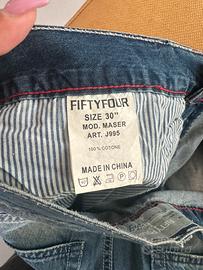 FIFTYFOUR
SIZE 30"
MOD. MASER
ART. J995
100% COTONE
MADE IN CHINA